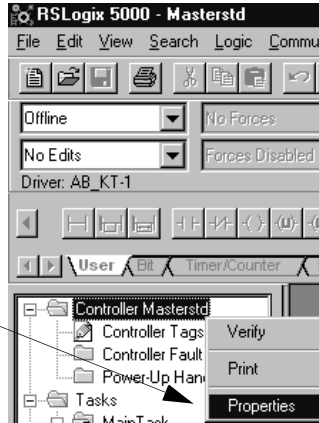 RSLogix 5000 - Masterstd
File Edit View Search Logic Commu
Offline No Forces
No Edits Forces Disabled
Driver: AB_KT-1
User Bit Timer/Counter
Controller Masterstd
Controller Tags
Controller Fault
Power-Up Han
Tasks
MainTask
Verify
Print
Properties